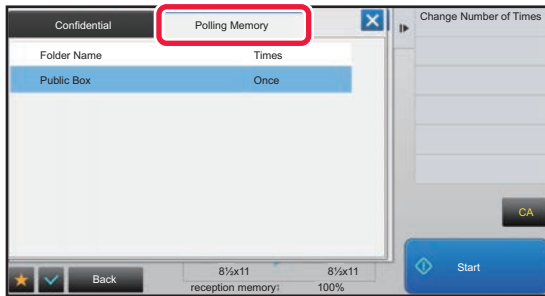 Confidential
Polling Memory
Change Number of Times
Folder Name
Times
Public Box
Once
CA
Back
8½x11
8½x11
Start
reception memory:
100%